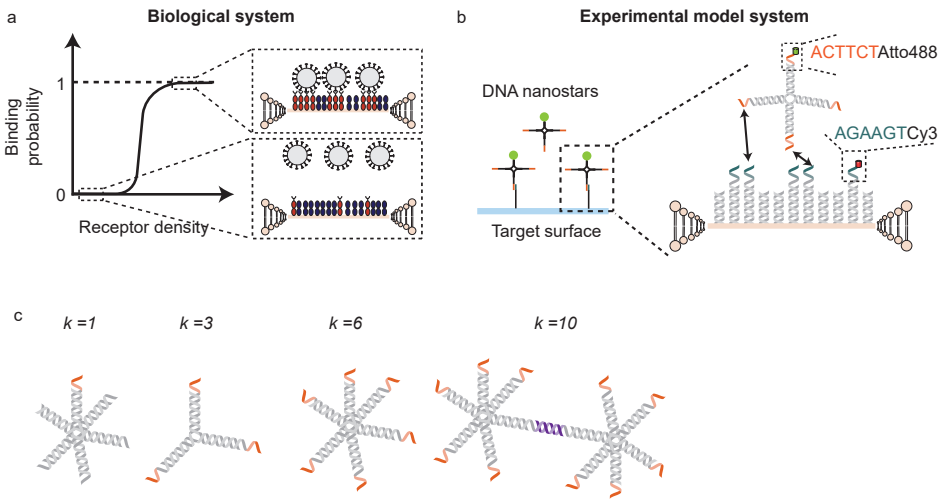 a
Biological system
Binding
probability
1
0
Receptor density
b
Experimental model system
DNA nanostars
Target surface
ACTTCTAtto488
AGAAGTCy3
c
k =1
k =3
k =6
k =10